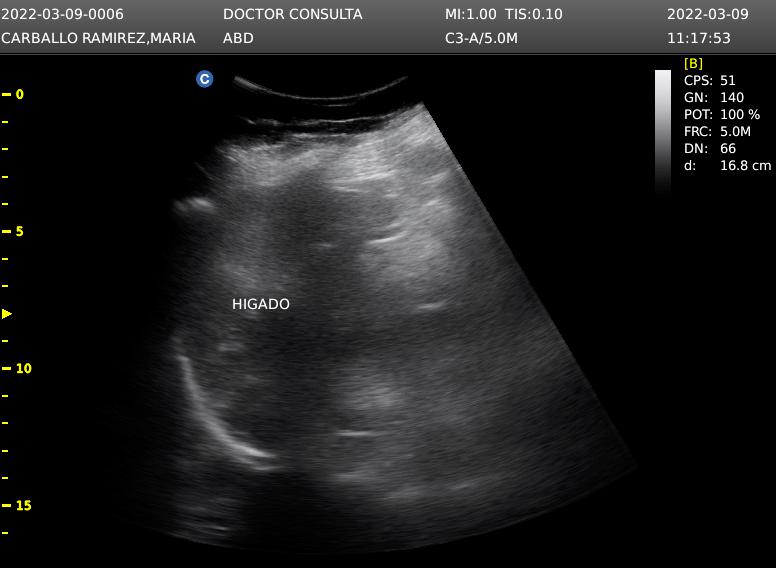 2022-03-09-0006 DOCTOR CONSULTA MI:1.00 TIS:0.10 2022-03-09
CARBALLO RAMIREZ,MARIA ABD C3-A/5.0M 11:17:53
C
[B]
CPS: 51
GN: 140
POT: 100 %
FRC: 5.0M
DN: 66
d: 16.8 cm
0
5
HIGADO
10
15